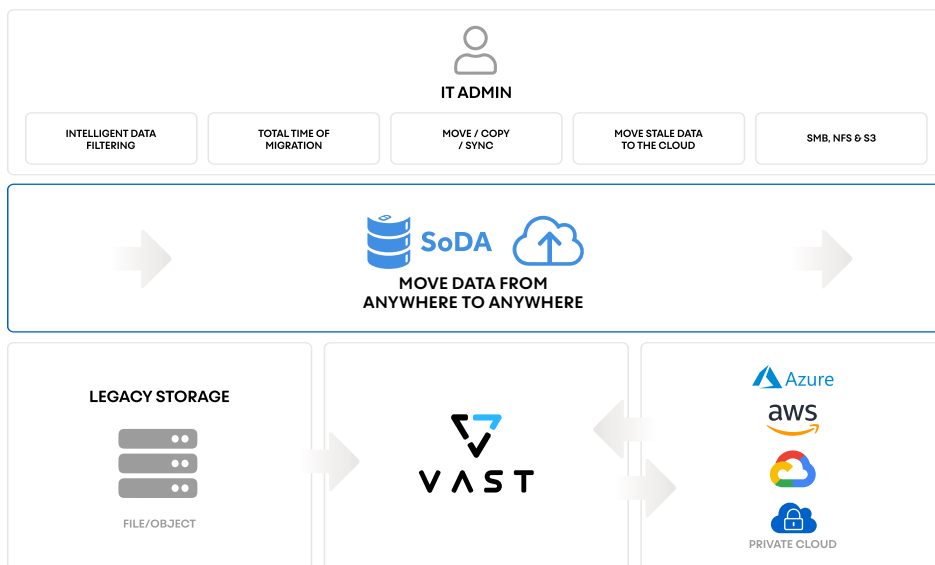 IT ADMIN
INTELLIGENT DATA
FILTERING
TOTAL TIME OF
MIGRATION
MOVE / COPY
/ SYNC
MOVE STALE DATA
TO THE CLOUD
SMB, NFS & S3
SoDA
MOVE DATA FROM
ANYWHERE TO ANYWHERE
LEGACY STORAGE
FILE/OBJECT
VAST
Azure
aws
PRIVATE CLOUD